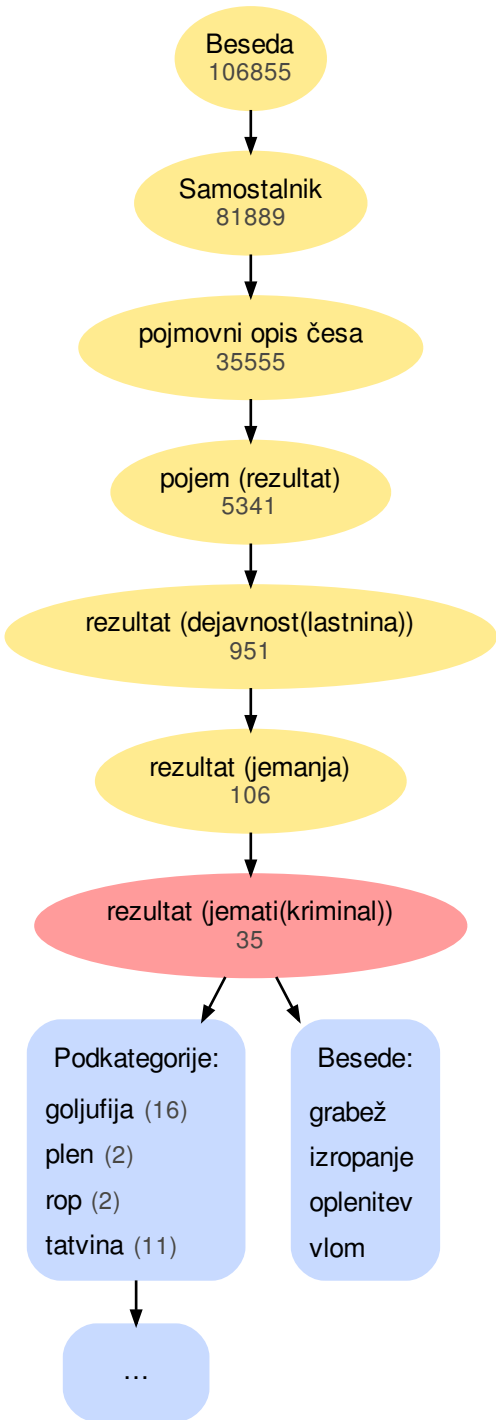 Beseda
106855
Samostalnik
81889
pojmovni opis česa
35555
pojem (rezultat)
5341
rezultat (dejavnost(lastnina))
951
rezultat (jemanja)
106
rezultat (jemati(kriminal))
35
Podkategorije:
goljufija (16)
plen (2)
rop (2)
tatvina (11)
Besede:
grabež
izropanje
oplenitev
vlom
...